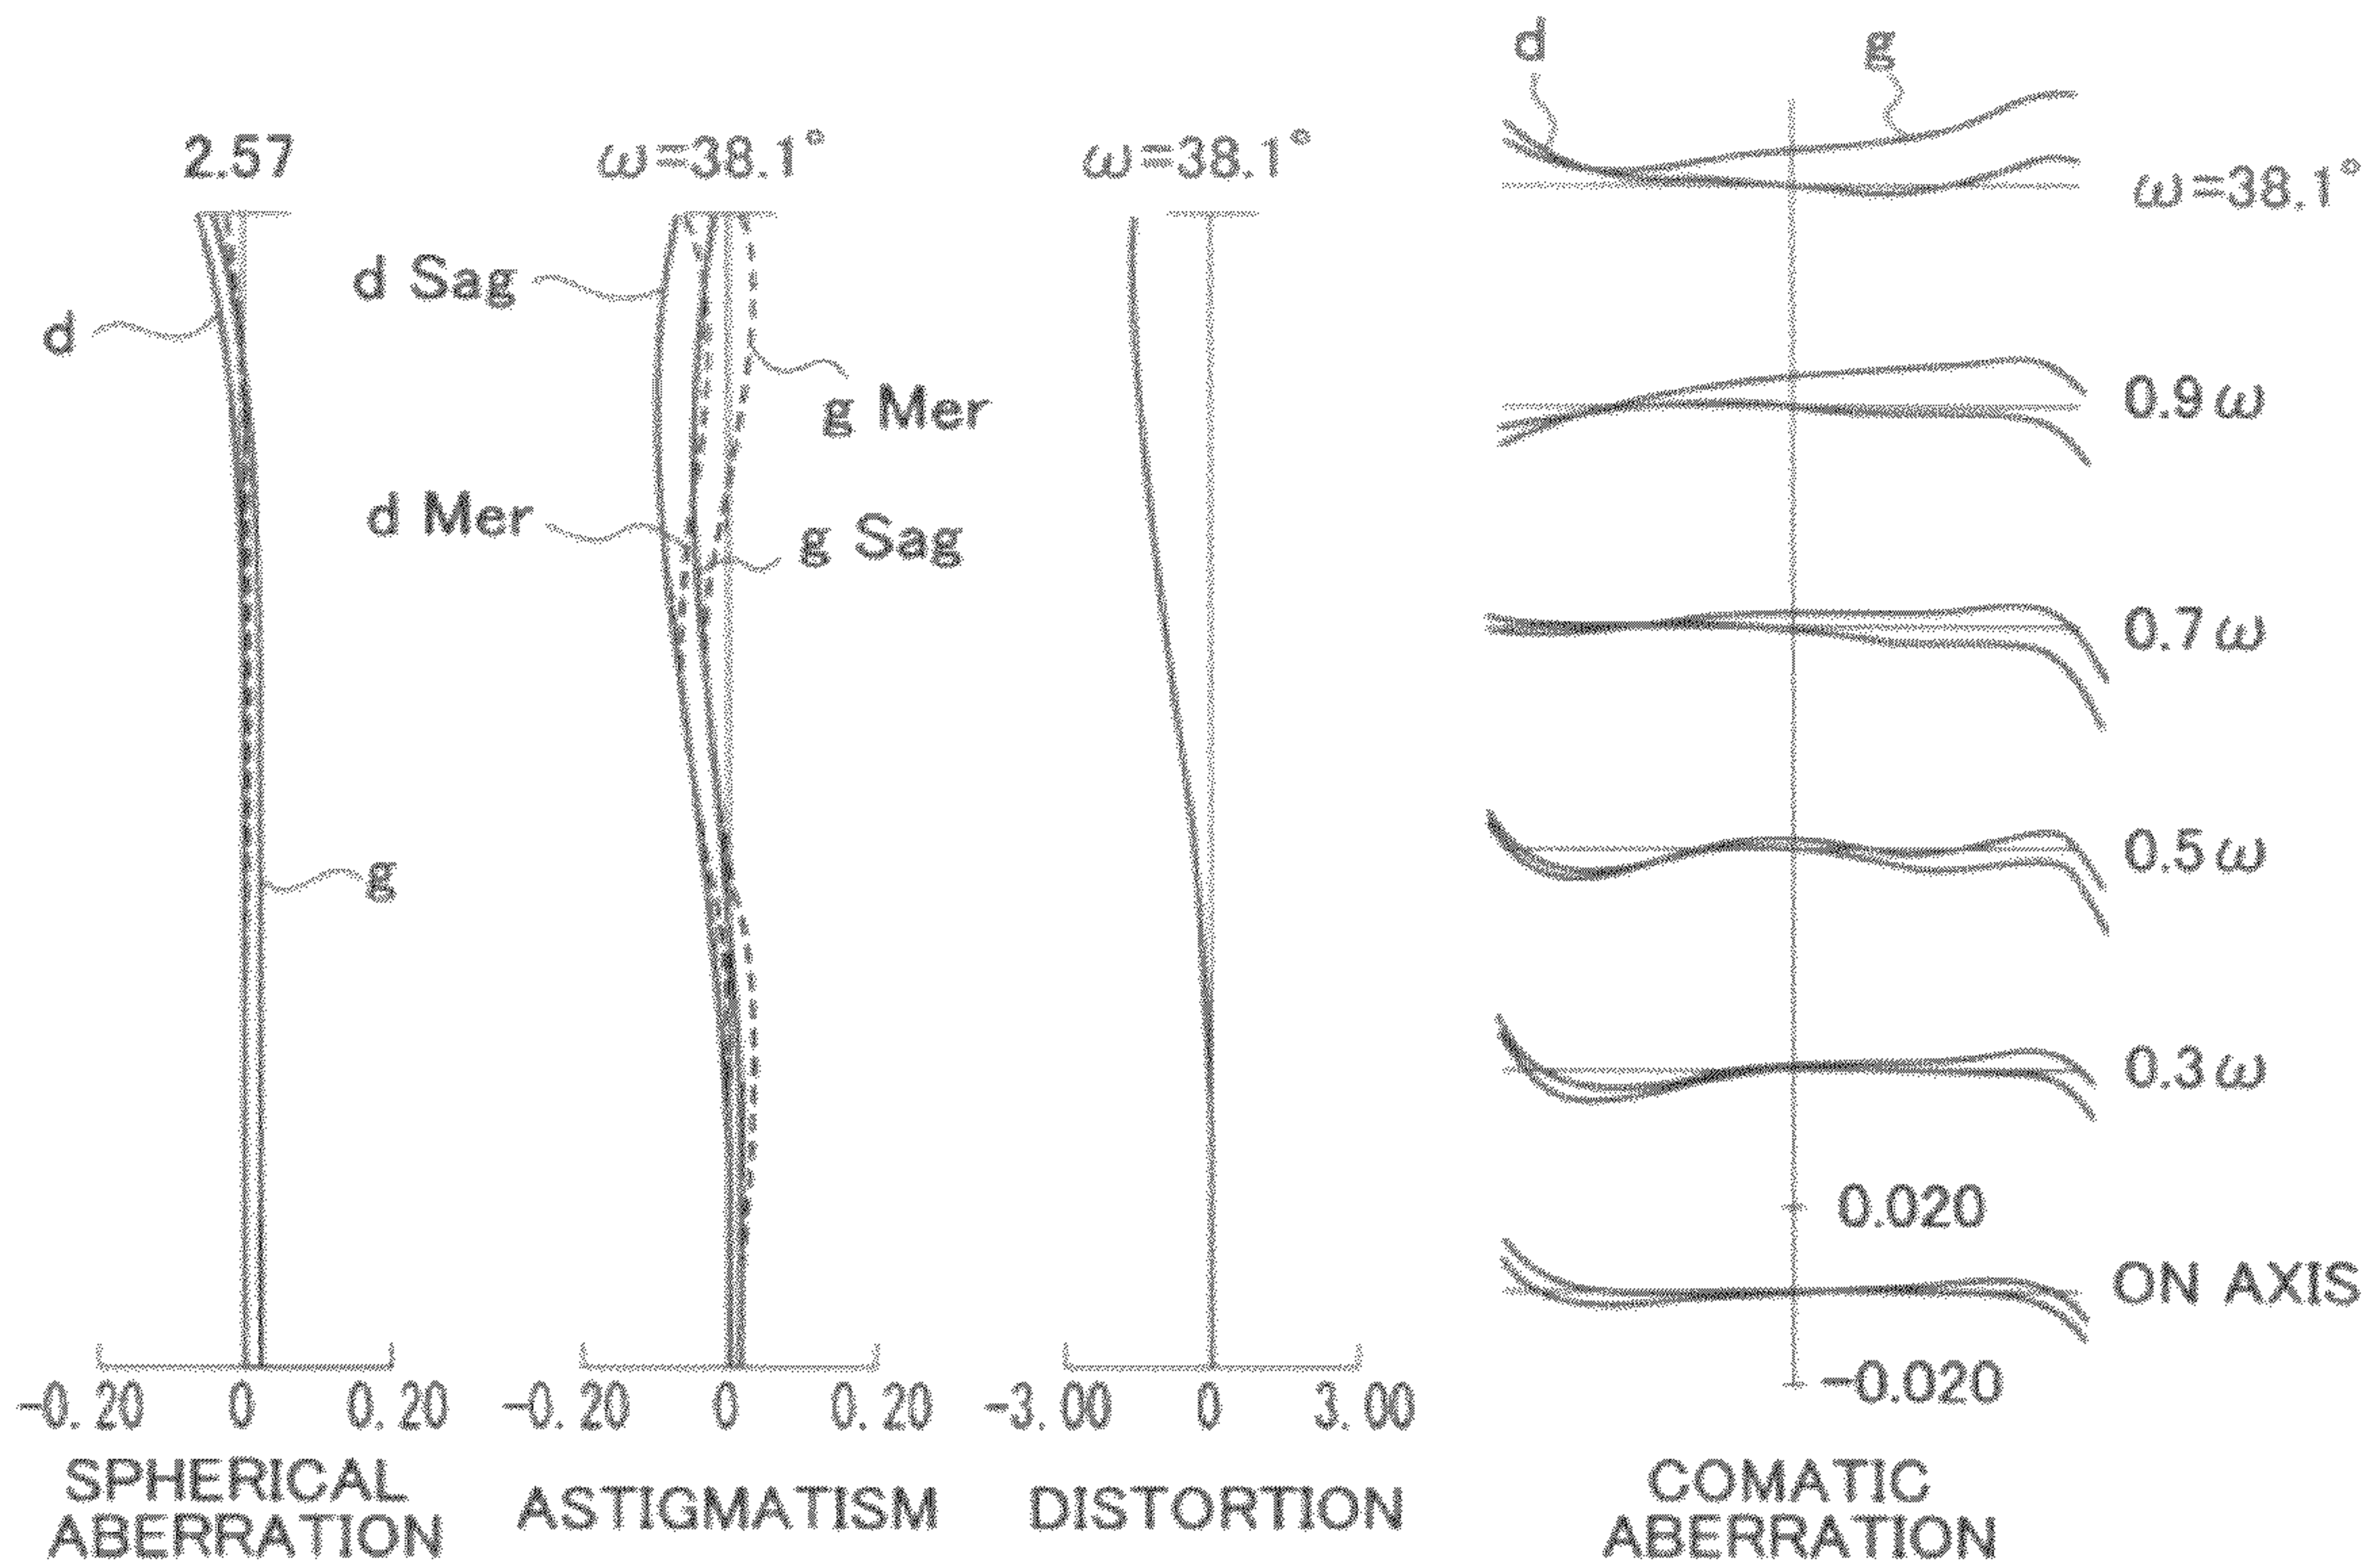 2.57
d
g
-0.20 0 0.20
SPHERICAL
ABERRATION
ω=38.1°
d Sag
g Mer
d Mer
g Sag
-0.20 0 0.20
ASTIGMATISM
ω=38.1°
-3.00 0 3.00
DISTORTION
d g
ω=38.1°
0.9ω
0.7ω
0.5ω
0.3ω
0.020
ON AXIS
-0.020
COMATIC
ABERRATION